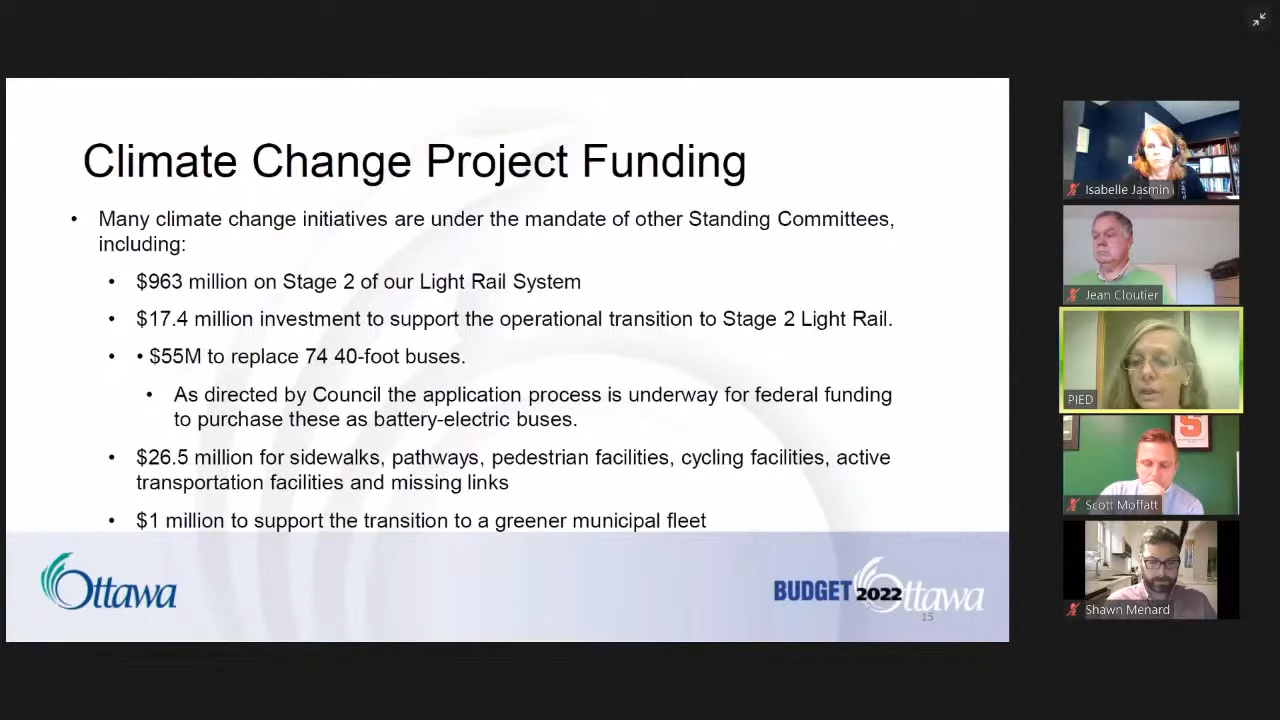 Climate Change Project Funding
• Many climate change initiatives are under the mandate of other Standing Committees,
including:
• $963 million on Stage 2 of our Light Rail System
• $17.4 million investment to support the operational transition to Stage 2 Light Rail.
• • $55M to replace 74 40-foot buses.
• As directed by Council the application process is underway for federal funding
to purchase these as battery-electric buses.
• $26.5 million for sidewalks, pathways, pedestrian facilities, cycling facilities, active
transportation facilities and missing links
• $1 million to support the transition to a greener municipal fleet
Ottawa
BUDGET 2022 Ottawa
15
Isabelle Jasmin
Jean Cloutier
PIED
S
Scott Moffatt
Shawn Menard